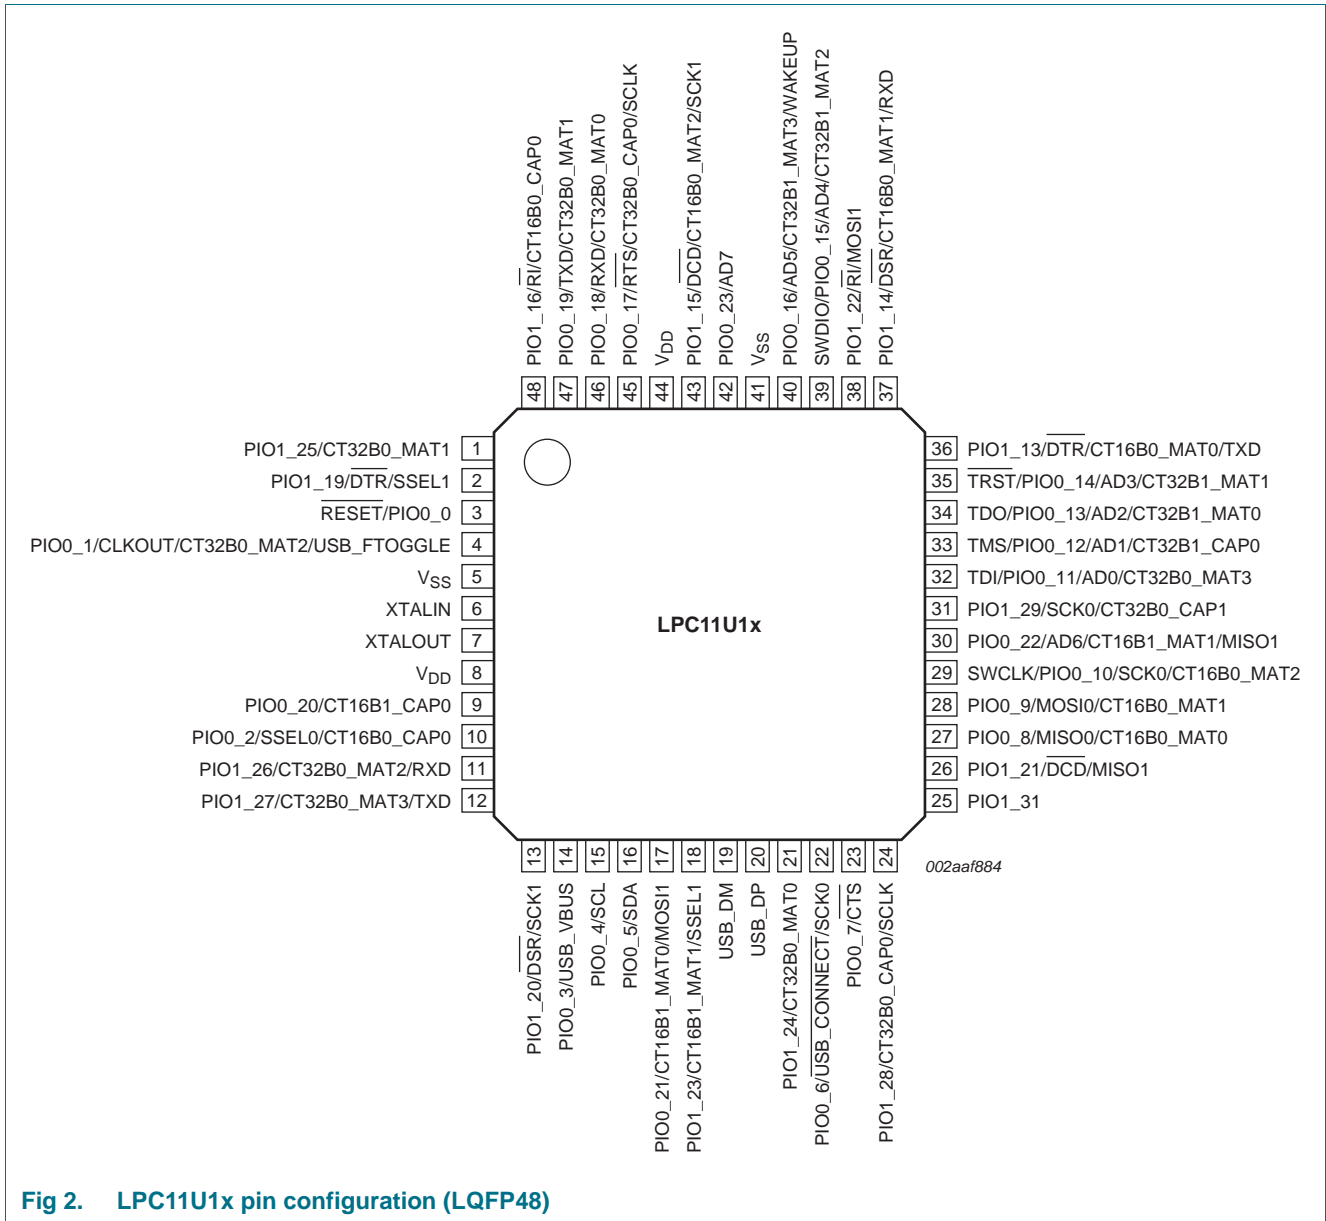 PIO1_16/RI/CT16B0_CAP0
PIO0_19/TXD/CT32B0_MAT1
PIO0_18/RXD/CT32B0_MAT0
PIO0_17/RTS/CT32B0_CAP0/SCLK
VDD
PIO1_15/DCD/CT16B0_MAT2/SCK1
PIO0_23/AD7
VSS
PIO0_16/AD5/CT32B1_MAT3/WAKEUP
SWDIO/PIO0_15/AD4/CT32B1_MAT2
PIO1_22/RI/MOSI1
PIO1_14/DSR/CT16B0_MAT1/RXD
48
47
46
45
44
43
42
41
40
39
38
37
PIO1_25/CT32B0_MAT1 1
PIO1_19/DTR/SSEL1 2
RESET/PIO0_0 3
PIO0_1/CLKOUT/CT32B0_MAT2/USB_FTOGGLE 4
VSS 5
XTALIN 6
XTALOUT 7
VDD 8
PIO0_20/CT16B1_CAP0 9
PIO0_2/SSEL0/CT16B0_CAP0 10
PIO1_26/CT32B0_MAT2/RXD 11
PIO1_27/CT32B0_MAT3/TXD 12
LPC11U1x
36 PIO1_13/DTR/CT16B0_MAT0/TXD
35 TRST/PIO0_14/AD3/CT32B1_MAT1
34 TDO/PIO0_13/AD2/CT32B1_MAT0
33 TMS/PIO0_12/AD1/CT32B1_CAP0
32 TDI/PIO0_11/AD0/CT32B0_MAT3
31 PIO1_29/SCK0/CT32B0_CAP1
30 PIO0_22/AD6/CT16B1_MAT1/MISO1
29 SWCLK/PIO0_10/SCK0/CT16B0_MAT2
28 PIO0_9/MOSI0/CT16B0_MAT1
27 PIO0_8/MISO0/CT16B0_MAT0
26 PIO1_21/DCD/MISO1
25 PIO1_31
13
14
15
16
17
18
19
20
21
22
23
24
002aaf884
PIO1_20/DSR/SCK1
PIO0_3/USB_VBUS
PIO0_4/SCL
PIO0_5/SDA
PIO0_21/CT16B1_MAT0/MOSI1
PIO1_23/CT16B1_MAT1/SSEL1
USB_DM
USB_DP
PIO1_24/CT32B0_MAT0
PIO0_6/USB_CONNECT/SCK0
PIO0_7/CTS
PIO1_28/CT32B0_CAP0/SCLK
Fig 2. LPC11U1x pin configuration (LQFP48)